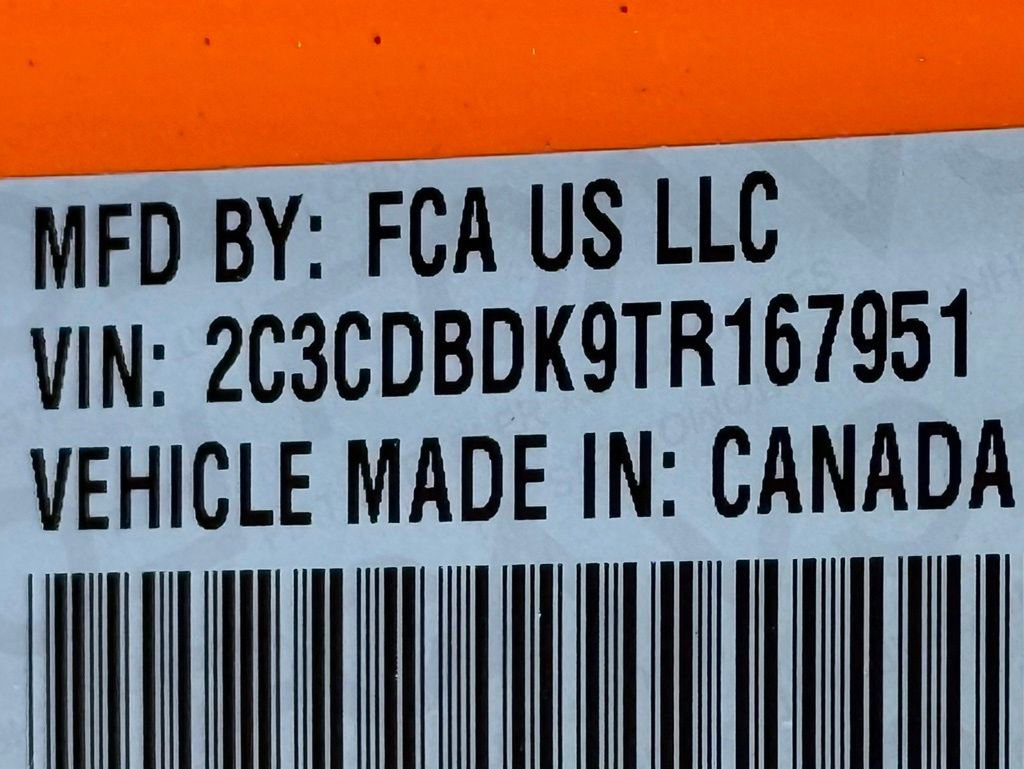 MFD BY: FCA US LLC
VIN: 2C3CDBDK9TR167951
VEHICLE MADE IN: CANADA